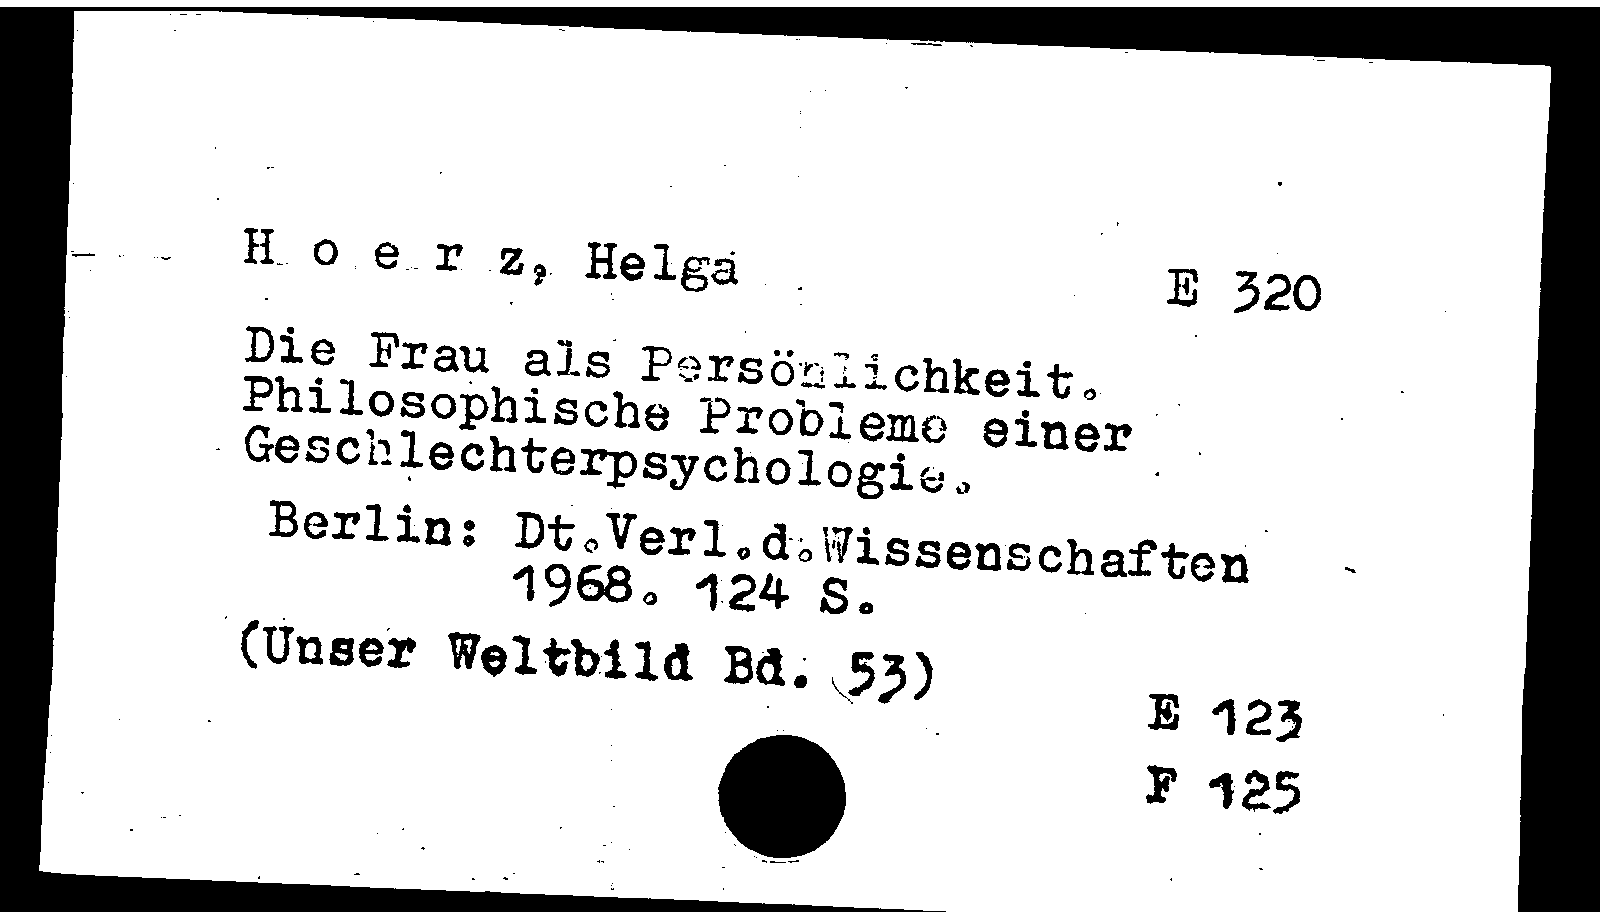 H o e r z, Helga
E 320
Die Frau als Persönlichkeit.
Philosophische Probleme einer
Geschlechterpsychologie.
Berlin: Dt.Verl.d.Wissenschaften
1968. 124 S.
(Unser Weltbild Bd. 53)
E 123
F 125